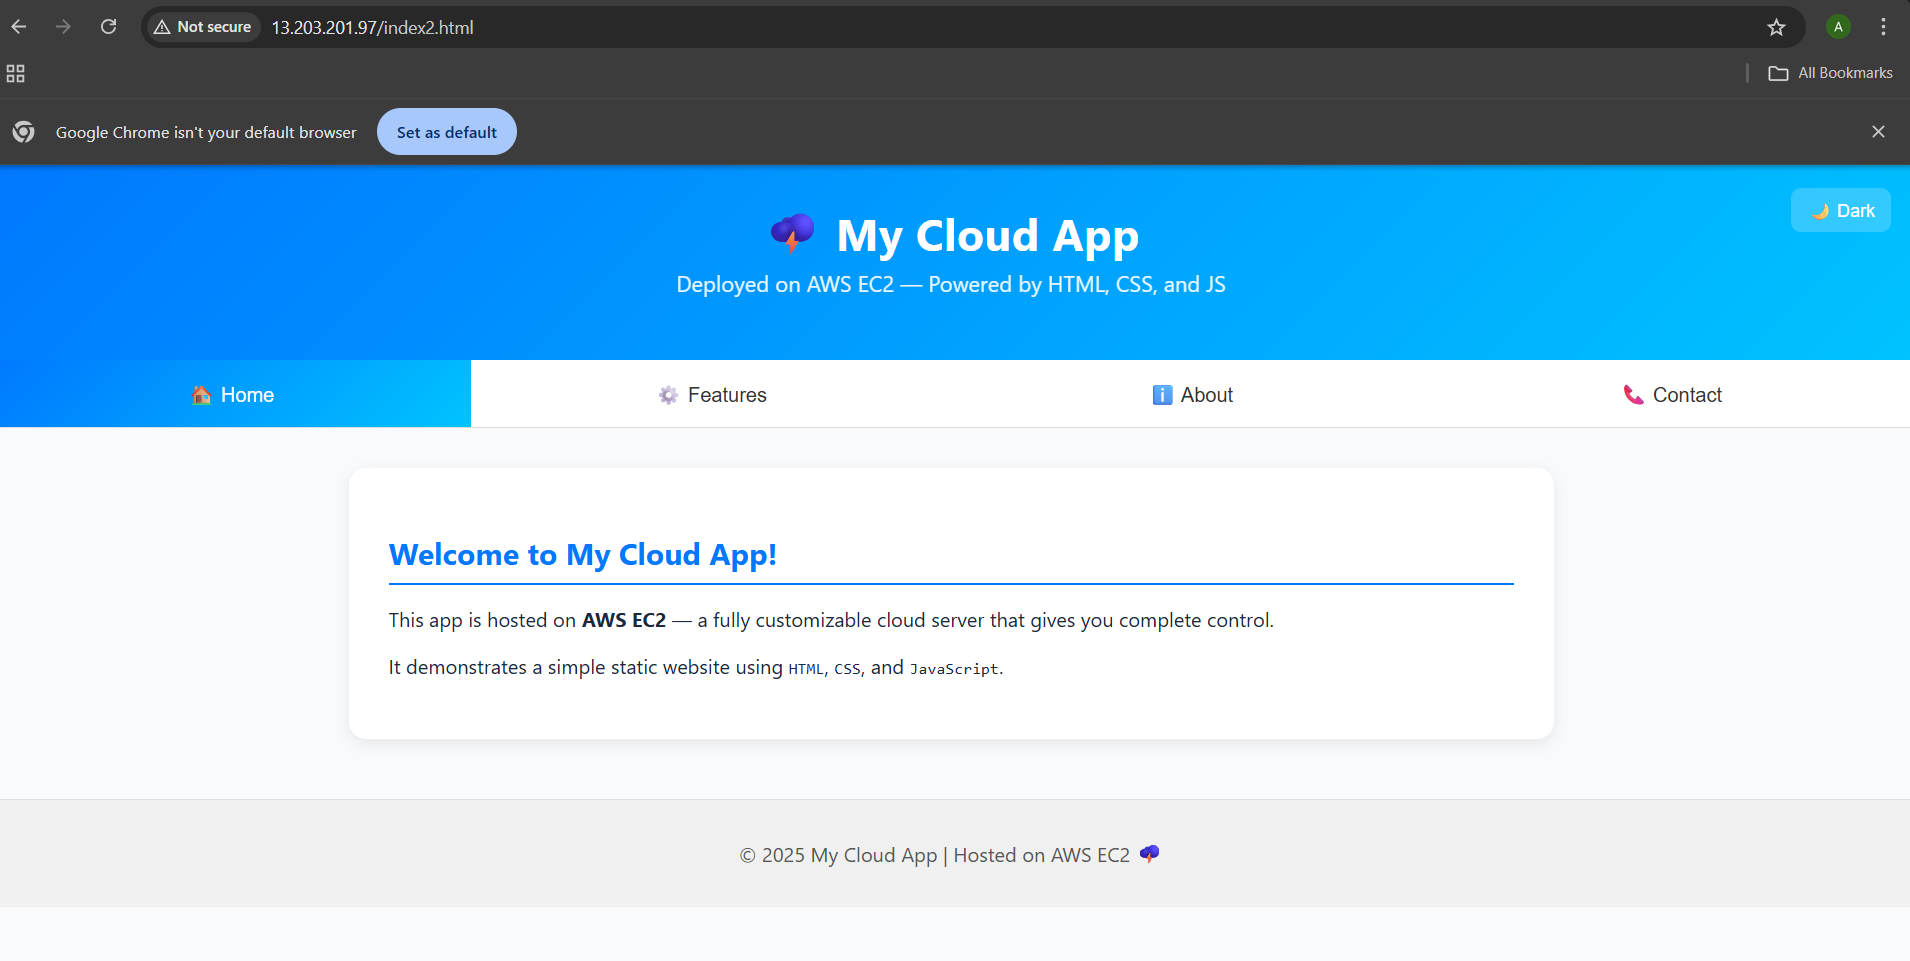 Not secure 13.203.201.97/index2.html A
All Bookmarks
Google Chrome isn't your default browser Set as default
Dark
My Cloud App
Deployed on AWS EC2 — Powered by HTML, CSS, and JS
Home Features About Contact
Welcome to My Cloud App!
This app is hosted on AWS EC2 — a fully customizable cloud server that gives you complete control.
It demonstrates a simple static website using HTML, CSS, and JavaScript.
© 2025 My Cloud App | Hosted on AWS EC2